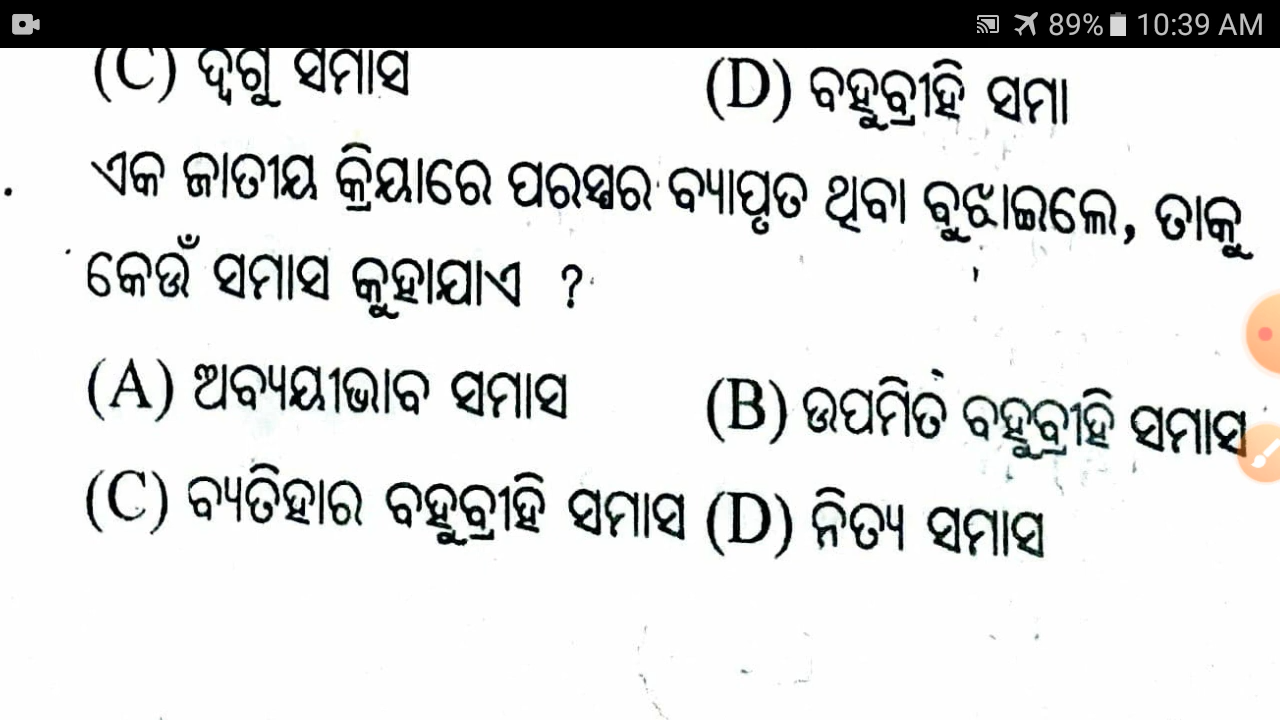 89% 10:39 AM
(C) ଦ୍ୱିଗୁ ସମାସ (D) ବହୁବ୍ରୀହି ସମା
. ଏକ ଜାତୀୟ କ୍ରିୟାରେ ପରସ୍ପର ବ୍ୟାପୃତ ଥିବା ବୁଝାଇଲେ, ତାକୁ
କେଉଁ ସମାସ କୁହାଯାଏ ?
(A) ଅବ୍ୟୟୀଭାବ ସମାସ (B) ଉପମିତ ବହୁବ୍ରୀହି ସମାସ
(C) ବ୍ୟତିହାର ବହୁବ୍ରୀହି ସମାସ (D) ନିତ୍ୟ ସମାସ